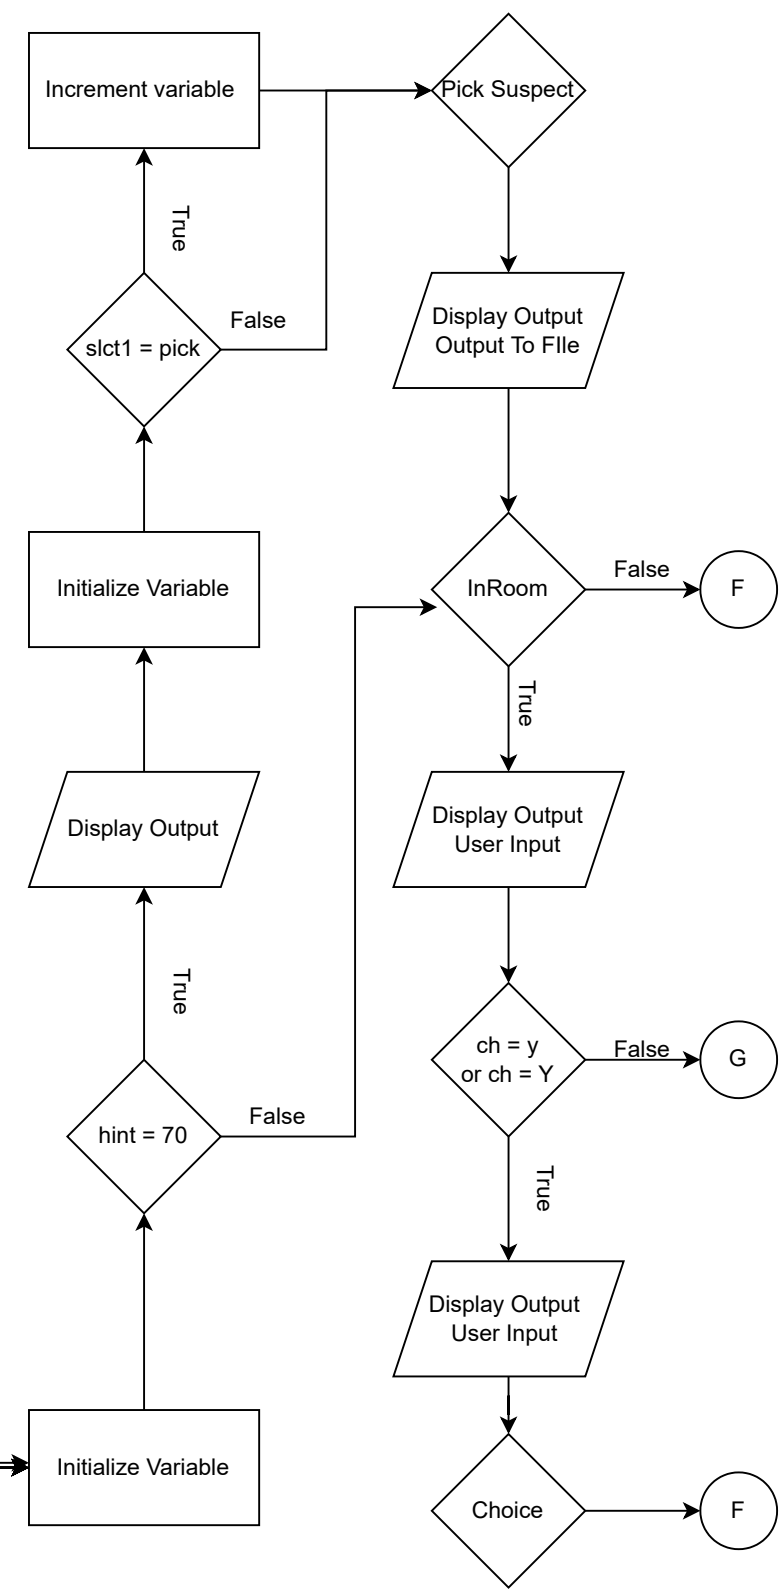 Increment variable
Pick Suspect
True
False
slct1 = pick
Display Output
Output To FIle
Initialize Variable
InRoom
False
F
True
Display Output
Display Output
User Input
True
ch = y
or ch = Y
False
G
hint = 70
False
True
Display Output
User Input
Initialize Variable
Choice
F